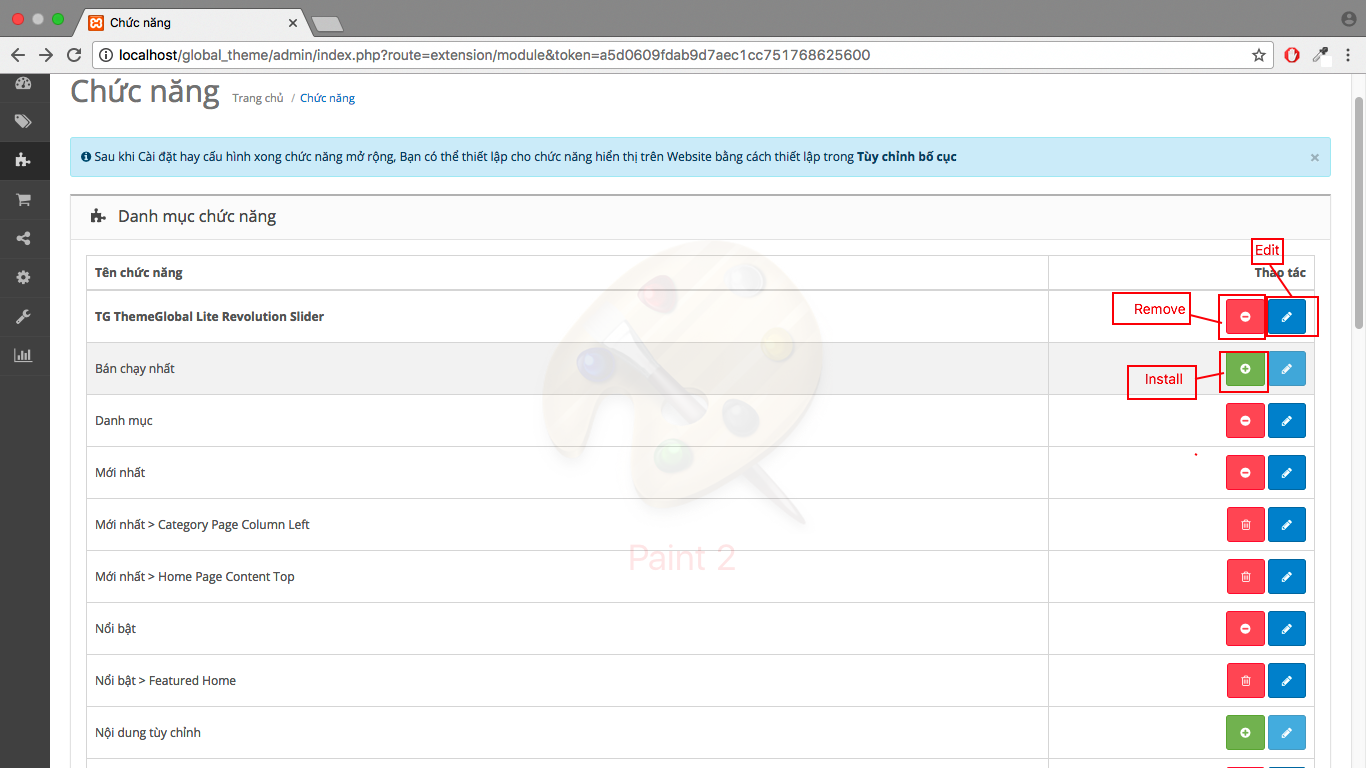 Chức năng
localhost/global_theme/admin/index.php?route=extension/module&token=a5d0609fdab9d7aec1cc751768625600
Chức năng Trang chủ / Chức năng
Sau khi Cài đặt hay cấu hình xong chức năng mở rộng, Bạn có thể thiết lập cho chức năng hiển thị trên Website bằng cách thiết lập trong Tùy chỉnh bố cục ×
Danh mục chức năng
Edit
Tên chức năng Thao tác
Remove
TG ThemeGlobal Lite Revolution Slider
Bán chạy nhất
Install
Danh mục
Mới nhất
Mới nhất > Category Page Column Left
Paint 2
Mới nhất > Home Page Content Top
Nổi bật
Nổi bật > Featured Home
Nội dung tùy chỉnh